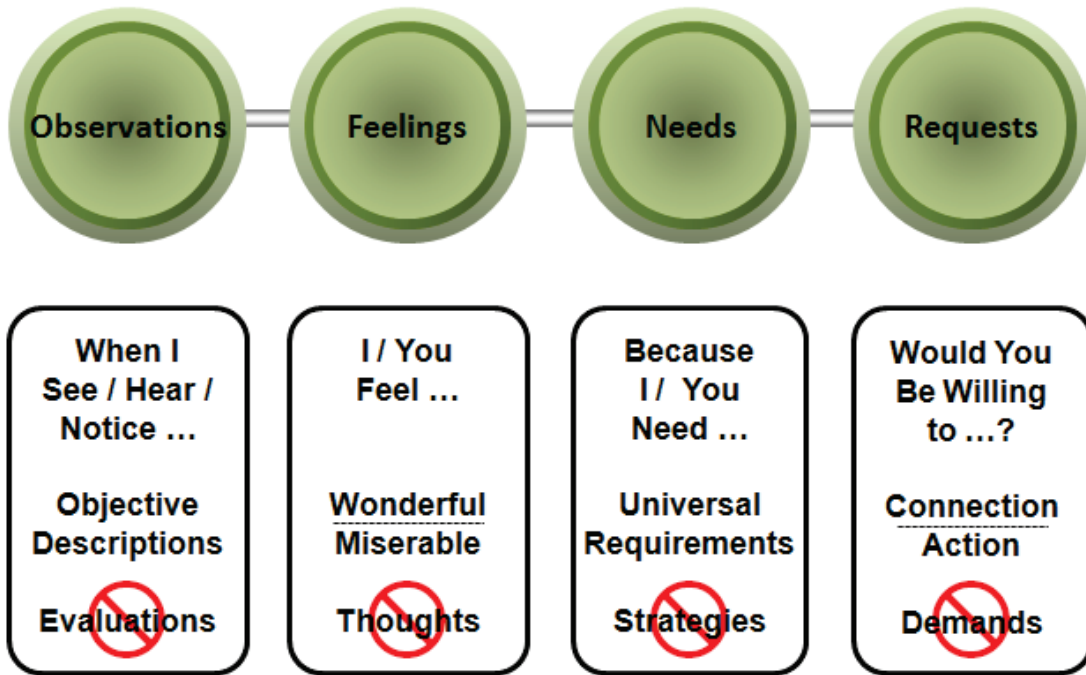 Observations
Feelings
Needs
Requests
When I
See / Hear /
Notice ...
Objective
Descriptions
Evaluations
I / You
Feel ...
Wonderful
Miserable
Thoughts
Because
I / You
Need ...
Universal
Requirements
Strategies
Would You
Be Willing
to ...?
Connection
Action
Demands